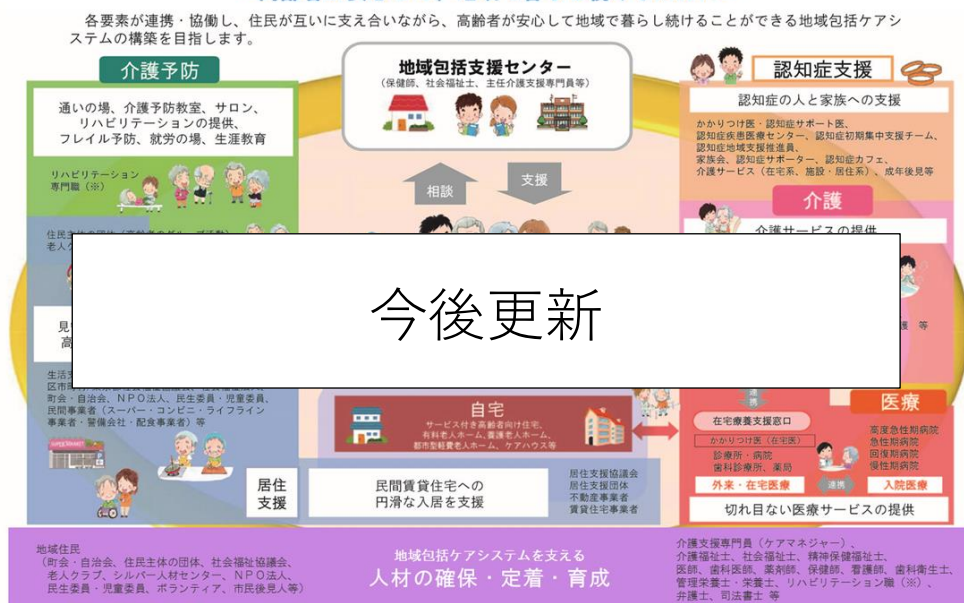 各要素が連携・協働し、住民が互いに支え合いながら、高齢者が安心して地域で暮らし続けることができる地域包括ケアシ
ステムの構築を目指します。
介護予防
通いの場、介護予防教室、サロン、
リハビリテーションの提供、
フレイル予防、就労の場、生涯教育
リハビリテーション
専門職（※）
地域包括支援センター
（保健師、社会福祉士、主任介護支援専門員等）
相談
支援
認知症支援
認知症の人と家族への支援
かかりつけ医・認知症サポート医、
認知症疾患医療センター、認知症初期集中支援チーム、
認知症地域支援推進員、
家族会、認知症サポーター、認知症カフェ、
介護サービス（在宅系、施設・居住系）、成年後見等
介護
介護サービスの提供
今後更新
等
町会・自治会、ＮＰＯ法人、民生委員・児童委員、
民間事業者（スーパー・コンビニ・ライフライン
事業者・警備会社・配食事業者）等
居住
支援
自宅
サービス付き高齢者向け住宅、
有料老人ホーム、養護老人ホーム、
都市型軽費老人ホーム、ケアハウス等
民間賃貸住宅への
円滑な入居を支援
居住支援協議会
居住支援団体
不動産事業者
賃貸住宅事業者
連携
医療
在宅療養支援窓口
かかりつけ医（在宅医）
診療所・病院
歯科診療所、薬局
高度急性期病院
急性期病院
回復期病院
慢性期病院
外来・在宅医療
連携
入院医療
切れ目ない医療サービスの提供
地域住民
（町会・自治会、住民主体の団体、社会福祉協議会、
老人クラブ、シルバー人材センター、ＮＰＯ法人、
民生委員・児童委員、ボランティア、市民後見人等）
地域包括ケアシステムを支える
人材の確保・定着・育成
介護支援専門員（ケアマネジャー）、
介護福祉士、社会福祉士、精神保健福祉士、
医師、歯科医師、薬剤師、保健師、看護師、歯科衛生士、
管理栄養士・栄養士、リハビリテーション職（※）、
弁護士、司法書士 等